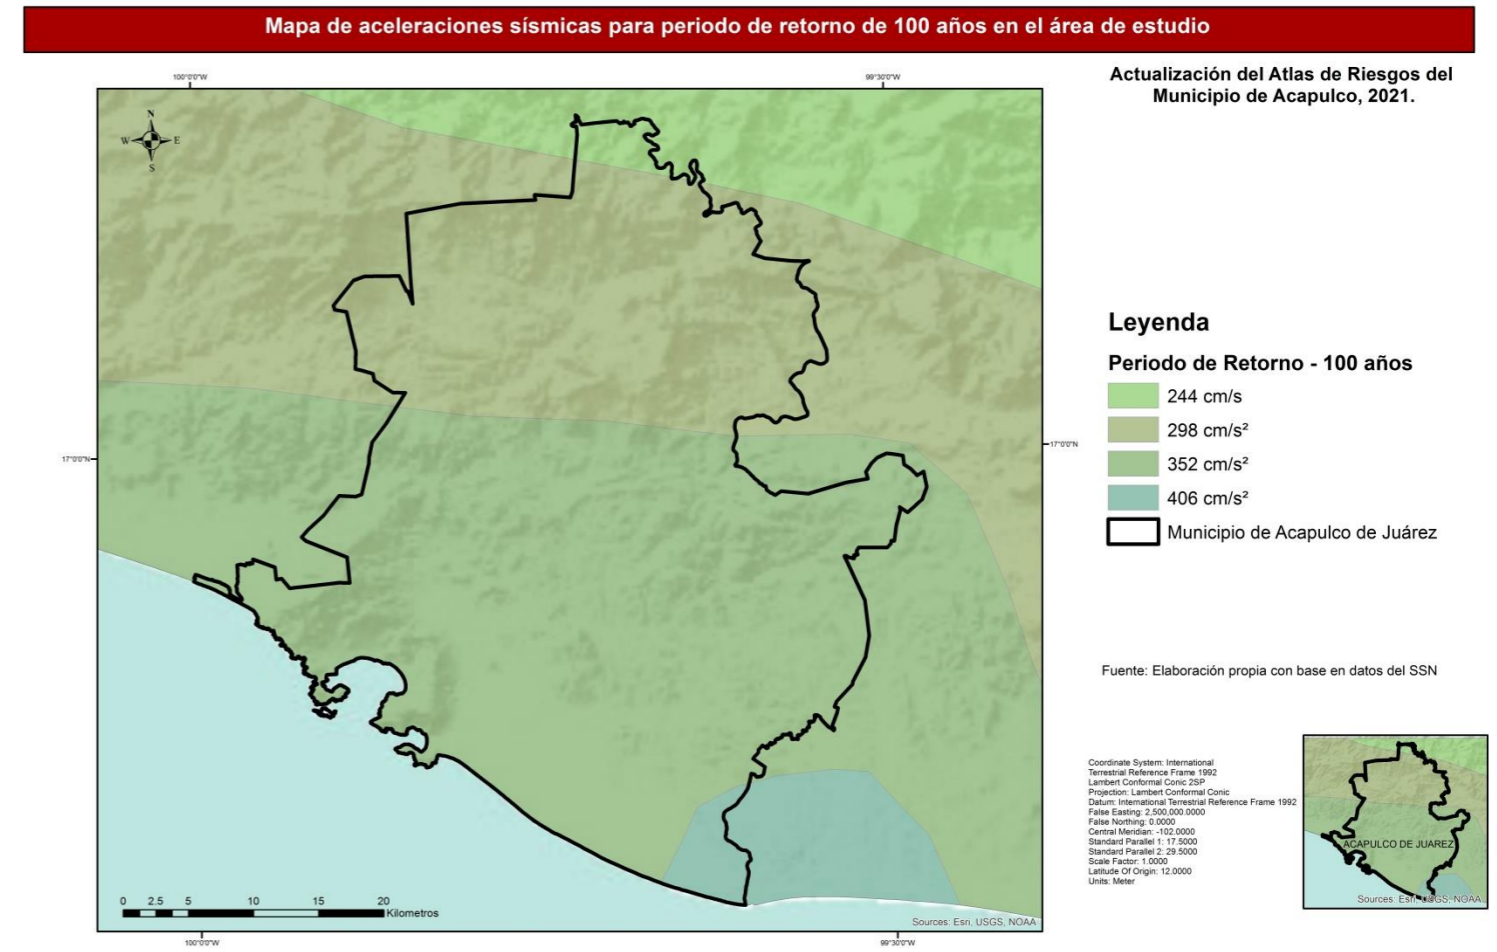 Mapa de aceleraciones sísmicas para periodo de retorno de 100 años en el área de estudio
Actualización del Atlas de Riesgos del
Municipio de Acapulco, 2021.
100°0'0"W
99°30'0"W
N
W
E
S
17°0'0"N
17°0'0"N
Leyenda
Periodo de Retorno - 100 años
244 cm/s
298 cm/s²
352 cm/s²
406 cm/s²
Municipio de Acapulco de Juárez
Fuente: Elaboración propia con base en datos del SSN
Coordinate System: International
Terrestrial Reference Frame 1992
Lambert Conformal Conic 2SP
Projection: Lambert Conformal Conic
Datum: International Terrestrial Reference Frame 1992
False Easting: 2,500,000.0000
False Northing: 0.0000
Central Meridian: -102.0000
Standard Parallel 1: 17.5000
Standard Parallel 2: 29.5000
Scale Factor: 1.0000
Latitude Of Origin: 12.0000
Units: Meter
ACAPULCO DE JUAREZ
Sources: Esri, USGS, NOAA
0 2.5 5 10 15 20
Kilometros
Sources: Esri, USGS, NOAA
100°0'0"W
99°30'0"W